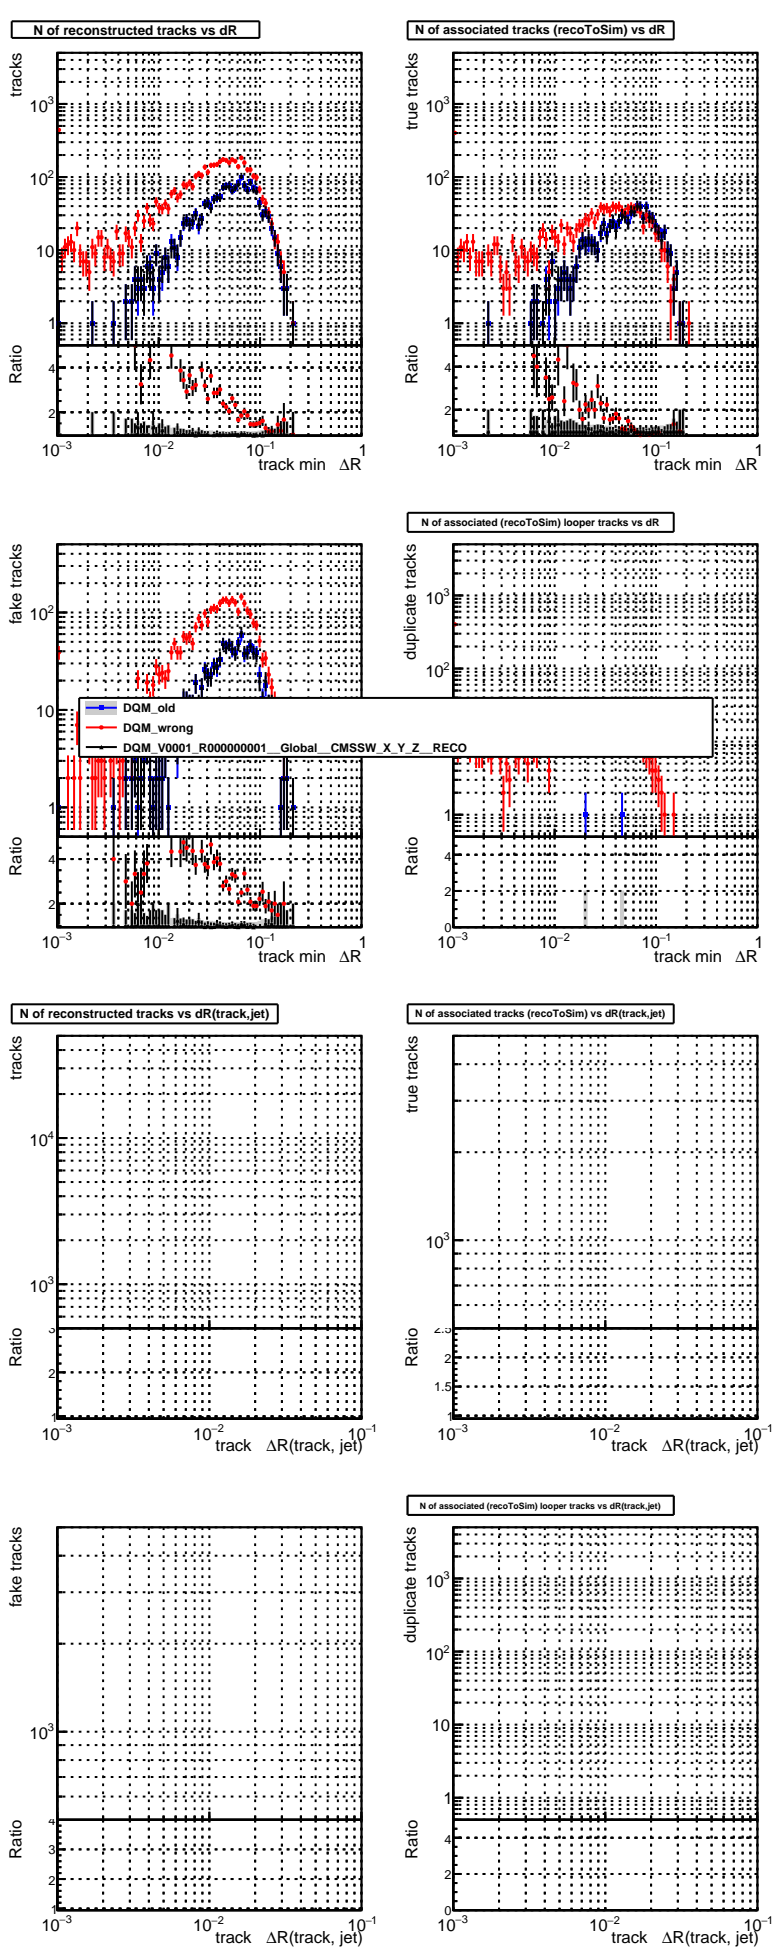 N of reconstructed tracks vs dR
tracks
10³
10²
10
1
Ratio
4
2
10⁻³ 10⁻² 10⁻¹ 1
track min ΔR
N of associated tracks (recoToSim) vs dR
true tracks
10³
10²
10
1
Ratio
4
2
10⁻³ 10⁻² 10⁻¹ 1
track min ΔR
fake tracks
10²
10
1
Ratio
4
2
10⁻³ 10⁻² 10⁻¹ 1
track min ΔR
N of associated (recoToSim) looper tracks vs dR
duplicate tracks
10³
10²
1
Ratio
4
2
0
10⁻³ 10⁻² 10⁻¹ 1
track min ΔR
DQM_old
DQM_wrong
DQM_V0001_R000000001__Global__CMSSW_X_Y_Z__RECO
N of reconstructed tracks vs dR(track,jet)
tracks
10⁴
10³
Ratio
3
2
1
10⁻³ 10⁻² 10⁻¹
track ΔR(track, jet)
N of associated tracks (recoToSim) vs dR(track,jet)
true tracks
10³
Ratio
2.5
2
1.5
1
10⁻³ 10⁻² 10⁻¹
track ΔR(track, jet)
fake tracks
10³
Ratio
4
3
2
1
10⁻³ 10⁻² 10⁻¹
track ΔR(track, jet)
N of associated (recoToSim) looper tracks vs dR(track,jet)
duplicate tracks
10³
10²
10
1
Ratio
4
2
0
10⁻³ 10⁻² 10⁻¹
track ΔR(track, jet)